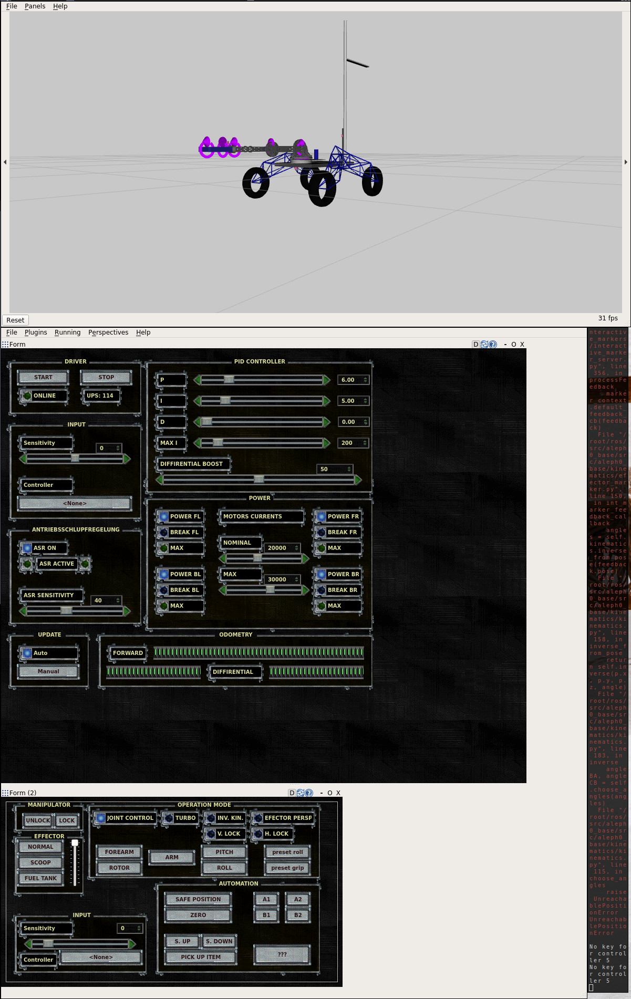 File Panels Help
Reset
31 fps
File Plugins Running Perspectives Help
Form
D
?
- O X
DRIVER
START STOP
ONLINE UPS: 114
INPUT
Sensitivity
0
Controller
<None>
ANTRIEBSSCHLUPFREGELUNG
ASR ON
ASR ACTIVE
ASR SENSITIVITY
40
UPDATE
Auto
Manual
PID CONTROLLER
P 6.00
I 5.00
D 0.00
MAX I 200
DIFFIRENTIAL BOOST
50
POWER
POWER FL MOTORS CURRENTS POWER FR
BREAK FL BREAK FR
NOMINAL
MAX 20000 MAX
POWER BL MAX POWER BR
30000
BREAK BL BREAK BR
MAX MAX
ODOMETRY
FORWARD
DIFFIRENTIAL
Form (2)
D
?
- O X
MANIPULATOR
UNLOCK LOCK
EFFECTOR
NORMAL
SCOOP
FUEL TANK
OPERATION MODE
JOINT CONTROL TURBO INV. KIN. EFECTOR PERSP
V. LOCK H. LOCK
FOREARM PITCH preset roll
ARM
ROTOR ROLL preset grip
AUTOMATION
SAFE POSITION A1 A2
ZERO B1 B2
S. UP S. DOWN
PICK UP ITEM ???
INPUT
Sensitivity 0
Controller <None>
nteractiv
e_markers
/interact
ive_marke
r_server.
py", line
356, in
processFe
edback
marke
r_context
.default_
feedback_
cb(feedba
ck)
File "/
root/ros/
src/aleph
0_base/sr
c/aleph0_
base/kine
matics/ef
ector_mar
ker.py",
line 150,
in int_m
arker_fee
dback_cal
lback
angle
s = self.
kinematic
s.inverse
_from_pos
e(feedbac
k.pose)
File "/
root/ros/
src/aleph
0_base/sr
c/aleph0_
base/kine
matics/ki
nematics.
py", line
158, in
inverse_f
rom_pose
retur
n self.in
verse(p.x
, p.y, p.
z, angle)
File "/
root/ros/
src/aleph
0_base/sr
c/aleph0_
base/kine
matics/ki
nematics.
py", line
183, in
inverse
angle
BA, angle
CB = self
.choose_a
ngles(ang
les)
File "/
root/ros/
src/aleph
0_base/sr
c/aleph0_
base/kine
matics/ki
nematics.
py", line
115, in
choose_an
gles
raise
Unreacha
blePositi
onError
Unreachab
lePositio
nError
No key fo
r control
ler 5
No key fo
r control
ler 5